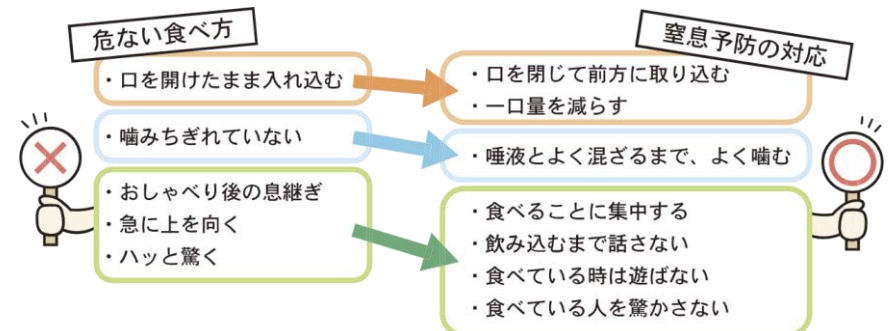 危ない食べ方
・口を開けたまま入れ込む
・噛みちぎれていない
・おしゃべり後の息継ぎ
・急に上を向く
・ハッと驚く
窒息予防の対応
・口を閉じて前方に取り込む
・一口量を減らす
・唾液とよく混ざるまで、よく噛む
・食べることに集中する
・飲み込むまで話さない
・食べている時は遊ばない
・食べている人を驚かさない